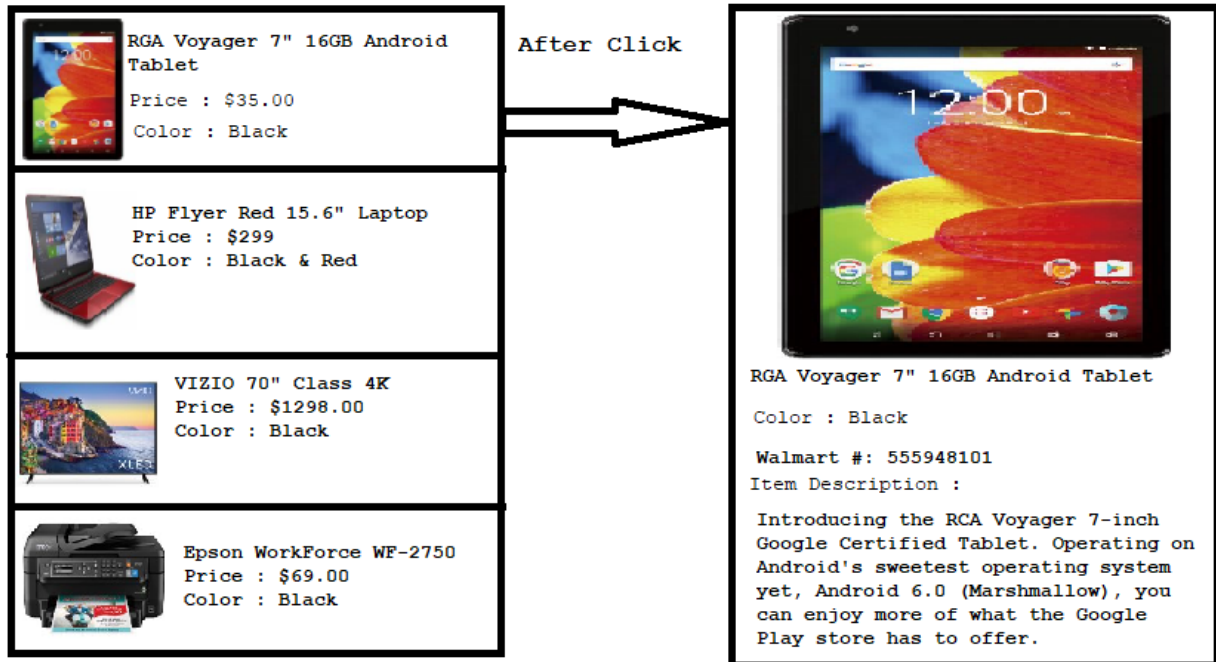 RGA Voyager 7" 16GB Android
Tablet
Price : $35.00
Color : Black
HP Flyer Red 15.6" Laptop
Price : $299
Color : Black & Red
VIZIO 70" Class 4K
Price : $1298.00
Color : Black
VIZIO
XLED
Epson WorkForce WF-2750
Price : $69.00
Color : Black
After Click
12:00
RGA Voyager 7" 16GB Android Tablet
Color : Black
Walmart #: 555948101
Item Description :
Introducing the RCA Voyager 7-inch
Google Certified Tablet. Operating on
Android's sweetest operating system
yet, Android 6.0 (Marshmallow), you
can enjoy more of what the Google
Play store has to offer.